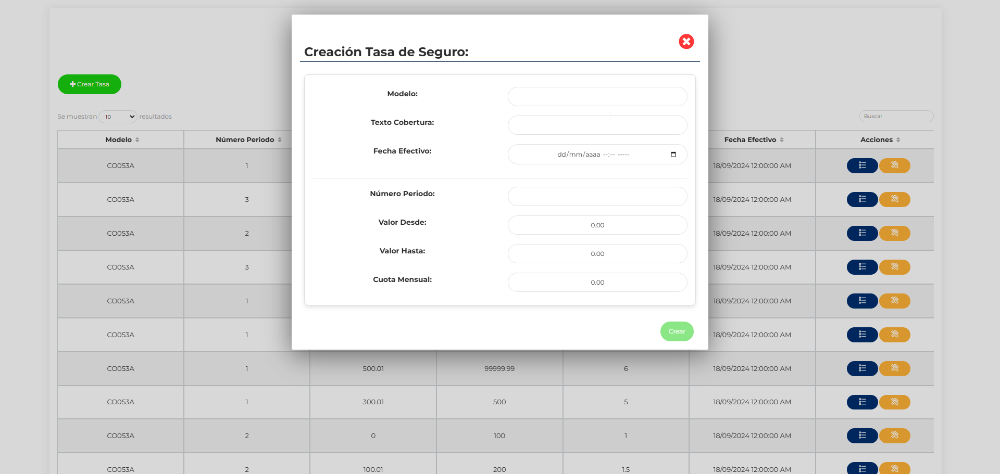 Creación Tasa de Seguro:
Modelo:
Texto Cobertura:
Fecha Efectivo:
dd/mm/aaaa --:-- -----
Número Periodo:
Valor Desde:
0.00
Valor Hasta:
0.00
Cuota Mensual:
0.00
Crear
Crear Tasa
Se muestran 10 resultados
Buscar
Modelo Número Periodo Fecha Efectivo Acciones
CO053A 1 18/09/2024 12:00:00 AM
CO053A 3 18/09/2024 12:00:00 AM
CO053A 2 18/09/2024 12:00:00 AM
CO053A 3 18/09/2024 12:00:00 AM
CO053A 1 18/09/2024 12:00:00 AM
CO053A 1 18/09/2024 12:00:00 AM
CO053A 1 500.01 99999.99 6 18/09/2024 12:00:00 AM
CO053A 1 300.01 500 5 18/09/2024 12:00:00 AM
CO053A 2 0 100 1 18/09/2024 12:00:00 AM
CO053A 2 100.01 200 1.5 18/09/2024 12:00:00 AM